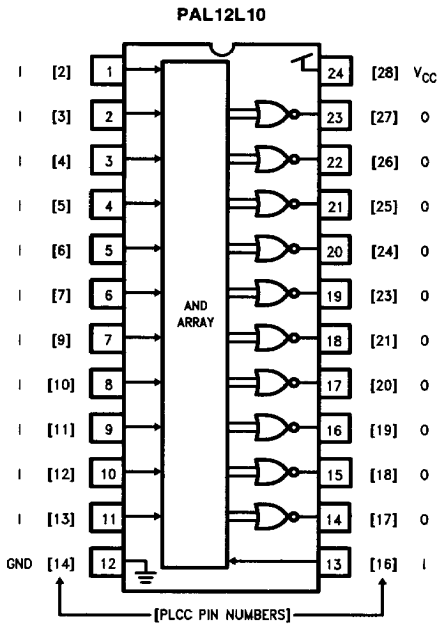 PAL12L10
I [2] 1 24 [28] VCC
I [3] 2 23 [27] O
I [4] 3 22 [26] O
I [5] 4 21 [25] O
I [6] 5 20 [24] O
I [7] 6 19 [23] O
AND
ARRAY
I [9] 7 18 [21] O
I [10] 8 17 [20] O
I [11] 9 16 [19] O
I [12] 10 15 [18] O
I [13] 11 14 [17] O
GND [14] 12 13 [16] I
[PLCC PIN NUMBERS]